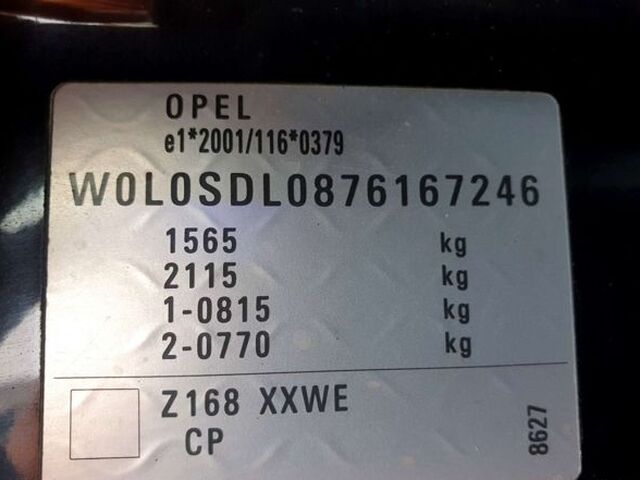 OPEL
e1*2001/116*0379
W0L0SDL0876167246
1565 kg
2115 kg
1-0815 kg
2-0770 kg
Z168 XXWE
CP
8627